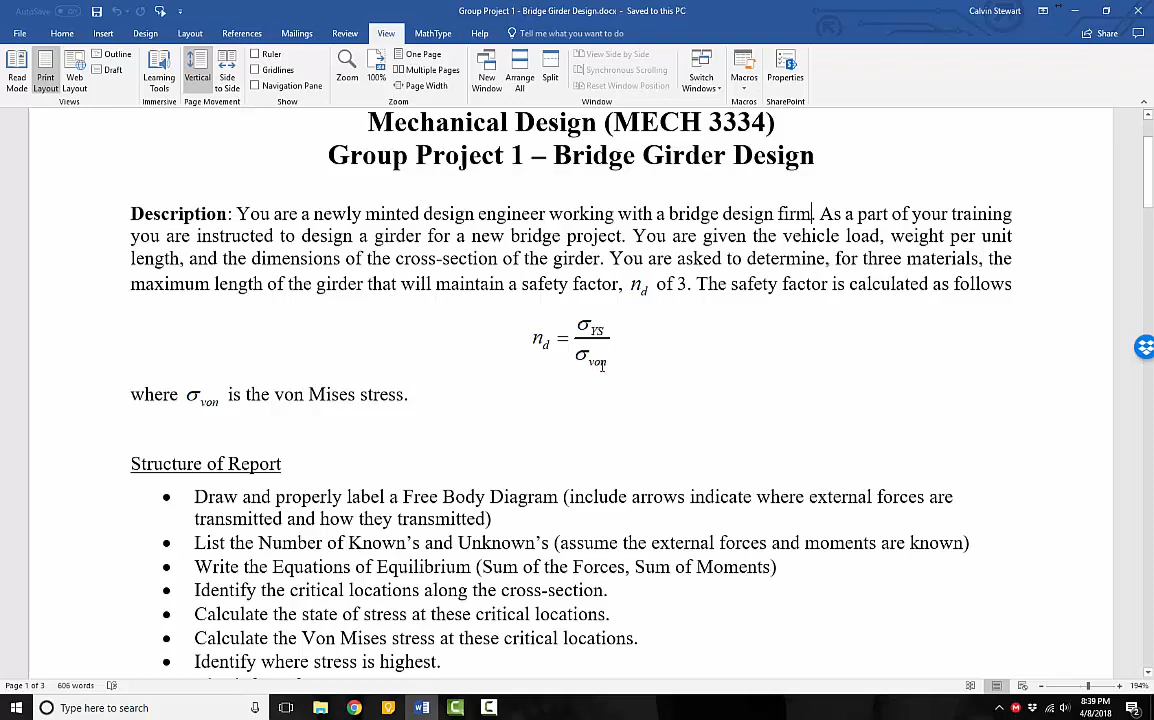 AutoSave Off
Group Project 1 - Bridge Girder Design.docx - Saved to this PC
Calvin Stewart
File Home Insert Design Layout References Mailings Review View MathType Help Tell me what you want to do Share
Read Mode
Print Layout
Web Layout
Outline
Draft
Views
Learning Tools
Immersive
Vertical
Side to Side
Page Movement
Ruler
Gridlines
Navigation Pane
Show
Zoom
100%
One Page
Multiple Pages
Page Width
Zoom
New Window
Arrange All
Split
View Side by Side
Synchronous Scrolling
Reset Window Position
Window
Switch Windows
Macros
Macros
Properties
SharePoint
Mechanical Design (MECH 3334)
Group Project 1 – Bridge Girder Design
Description: You are a newly minted design engineer working with a bridge design firm. As a part of your training
you are instructed to design a girder for a new bridge project. You are given the vehicle load, weight per unit
length, and the dimensions of the cross-section of the girder. You are asked to determine, for three materials, the
maximum length of the girder that will maintain a safety factor, n_d of 3. The safety factor is calculated as follows
n_d = σ_YS / σ_von
where σ_von is the von Mises stress.
Structure of Report
• Draw and properly label a Free Body Diagram (include arrows indicate where external forces are
transmitted and how they transmitted)
• List the Number of Known’s and Unknown’s (assume the external forces and moments are known)
• Write the Equations of Equilibrium (Sum of the Forces, Sum of Moments)
• Identify the critical locations along the cross-section.
• Calculate the state of stress at these critical locations.
• Calculate the Von Mises stress at these critical locations.
• Identify where stress is highest.
Page 1 of 3 606 words
194%
Type here to search
8:39 PM
4/8/2018